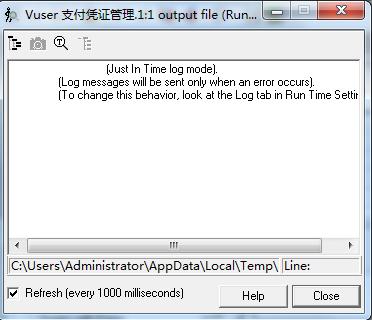 Vuser 支付凭证管理.1:1 output file (Run...
(Just In Time log mode).
(Log messages will be sent only when an error occurs).
(To change this behavior, look at the Log tab in Run Time Settin
C:\Users\Administrator\AppData\Local\Temp\ Line:
Refresh (every 1000 milliseconds) Help Close